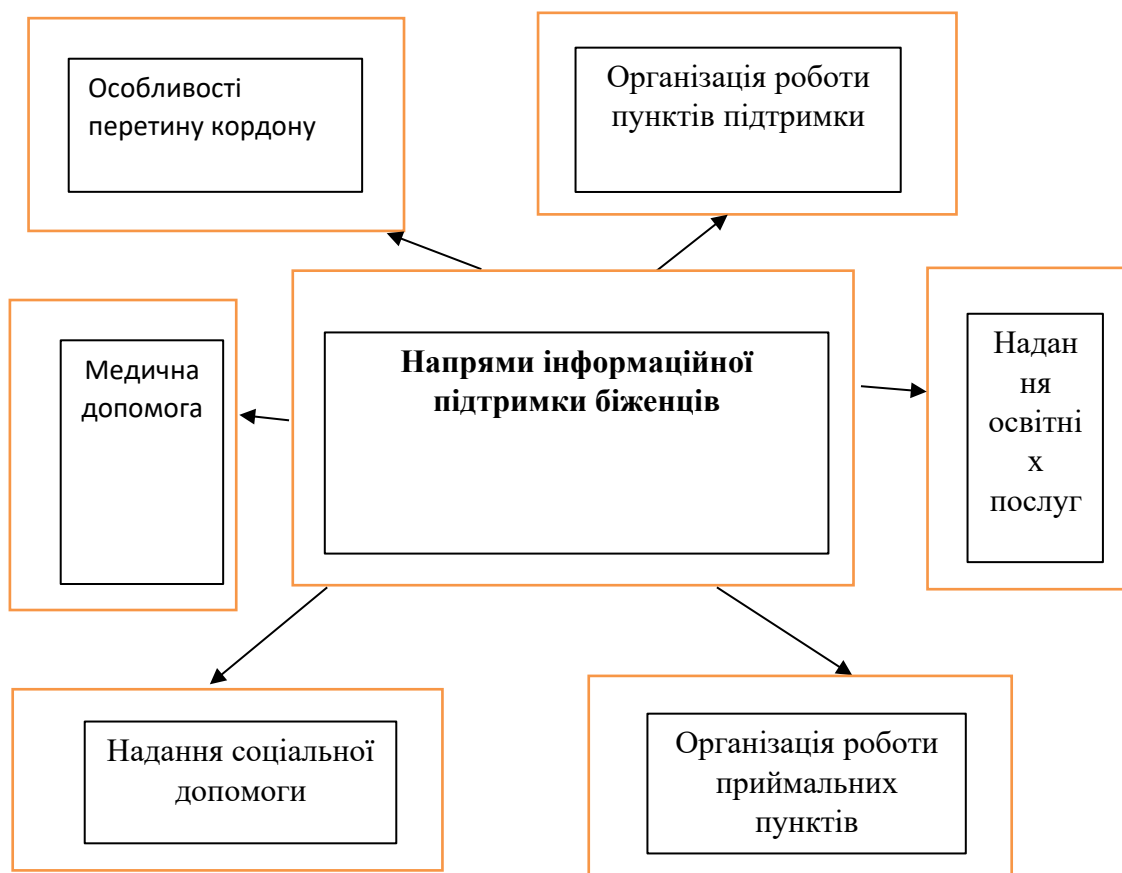 Особливості
перетину кордону
Організація роботи
пунктів підтримки
Медична
допомога
Напрями інформаційної
підтримки біженців
Надан
ня
освітні
х
послуг
Надання соціальної
допомоги
Організація роботи
приймальних
пунктів